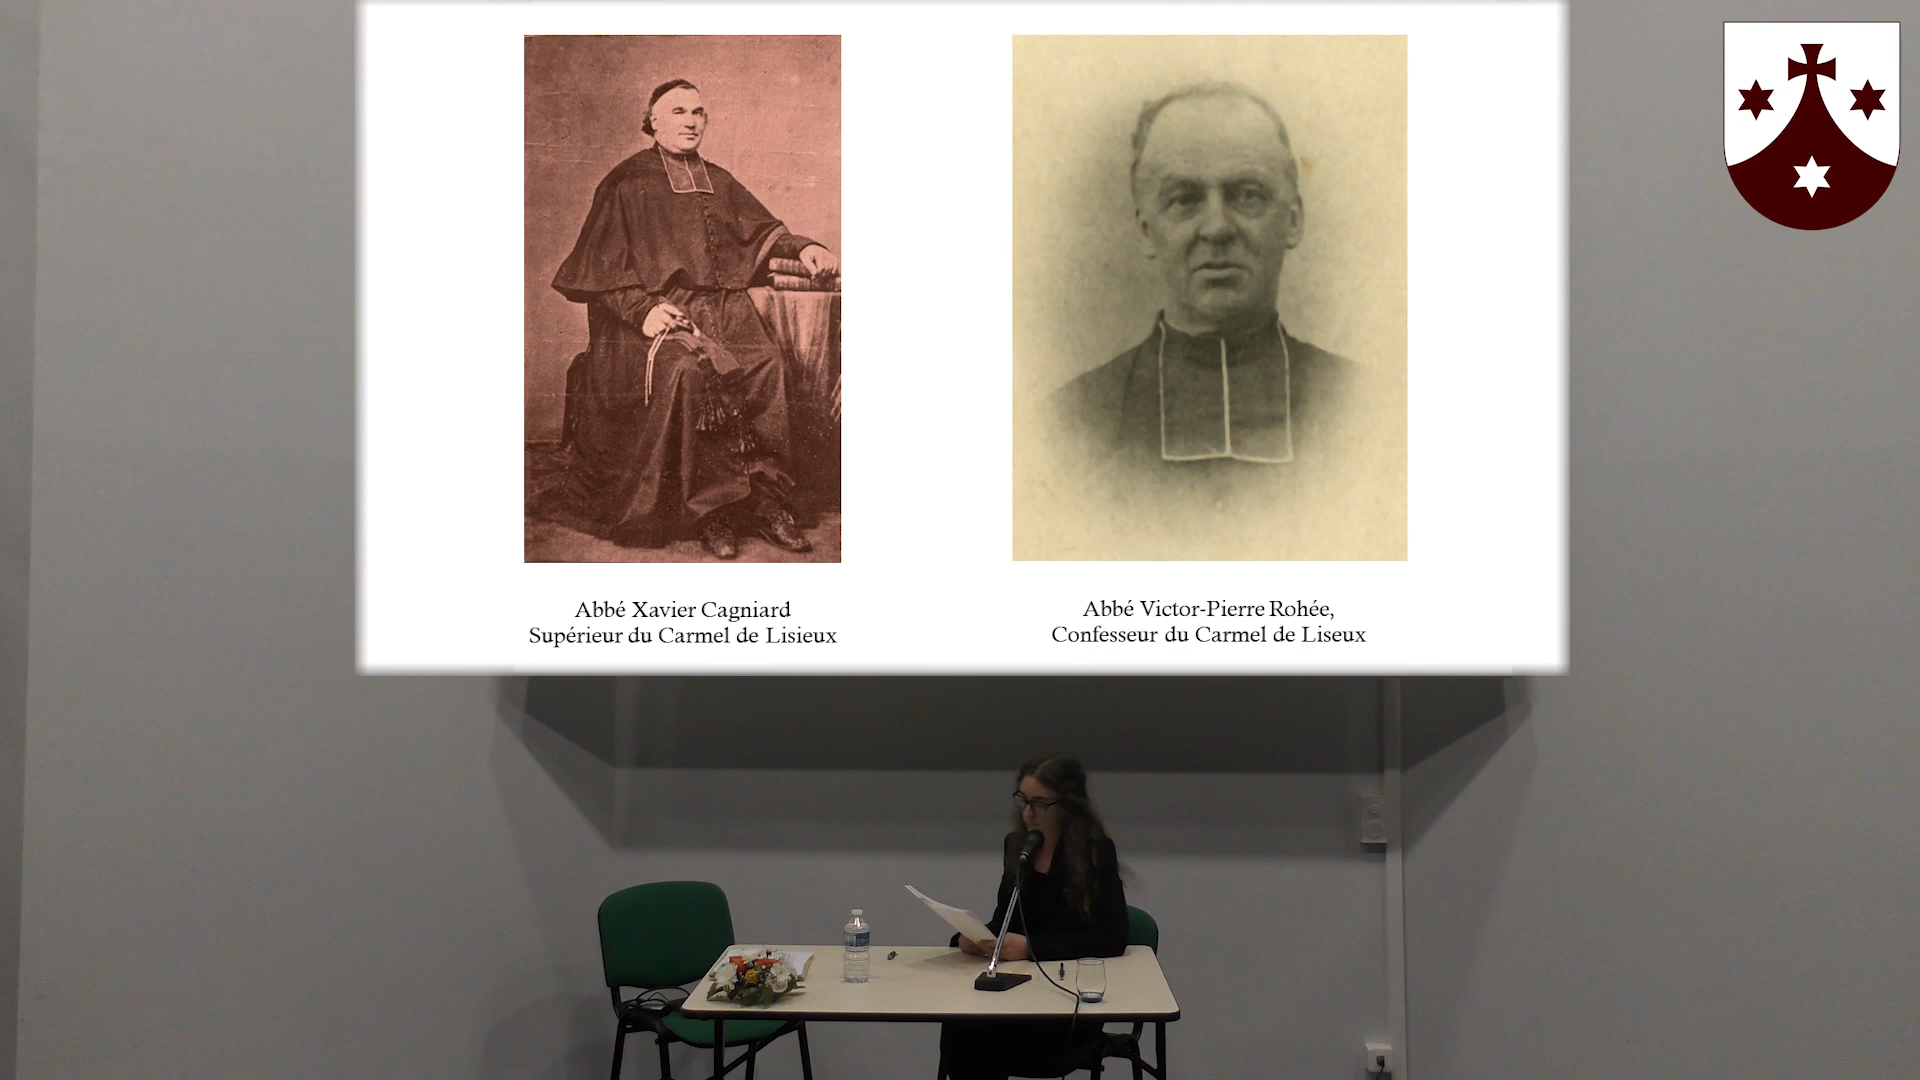 Abbé Xavier Cagniard
Supérieur du Carmel de Lisieux
Abbé Victor-Pierre Rohée,
Confesseur du Carmel de Liseux